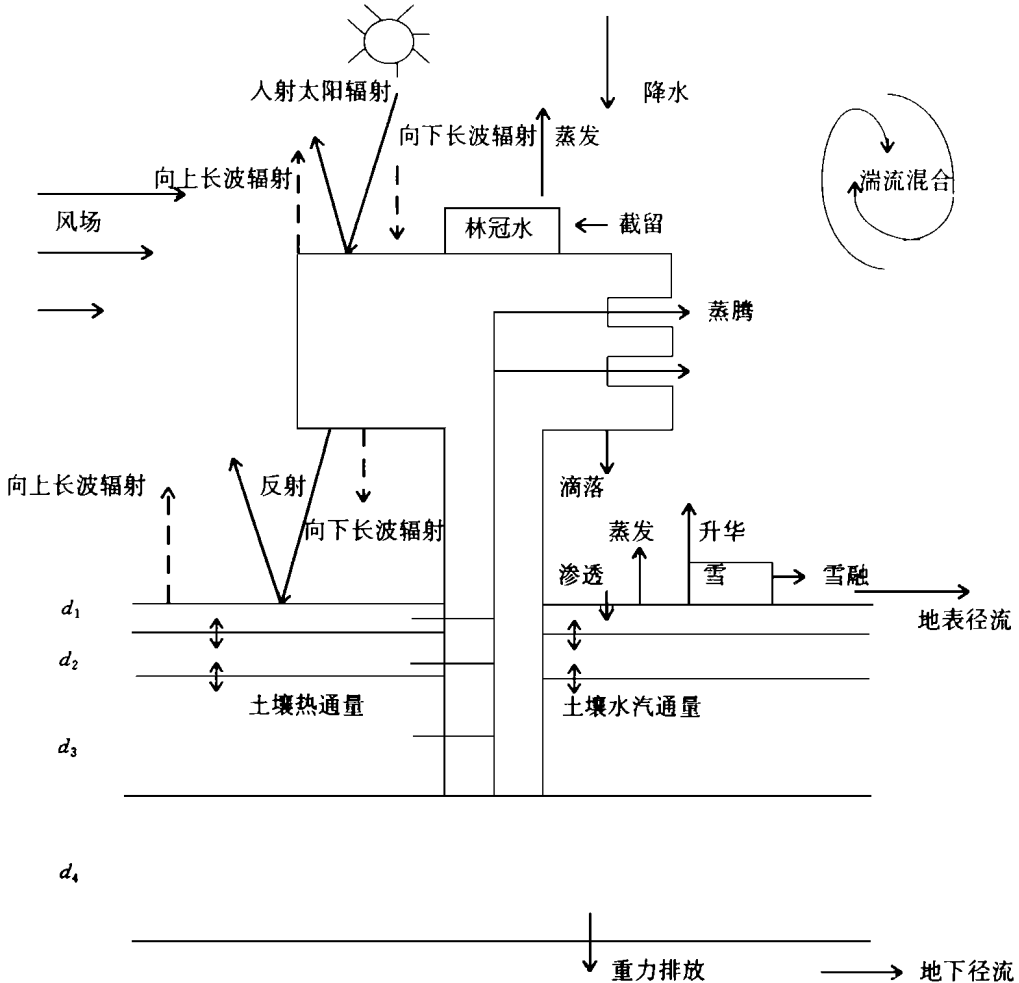 人射太阳辐射
降水
向下长波辐射
蒸发
向上长波辐射
湍流混合
风场
林冠水
截留
蒸腾
向上长波辐射
反射
滴落
向下长波辐射
蒸发
升华
渗透
雪
雪融
d1
地表径流
d2
土壤热通量
土壤水汽通量
d3
d4
重力排放
地下径流